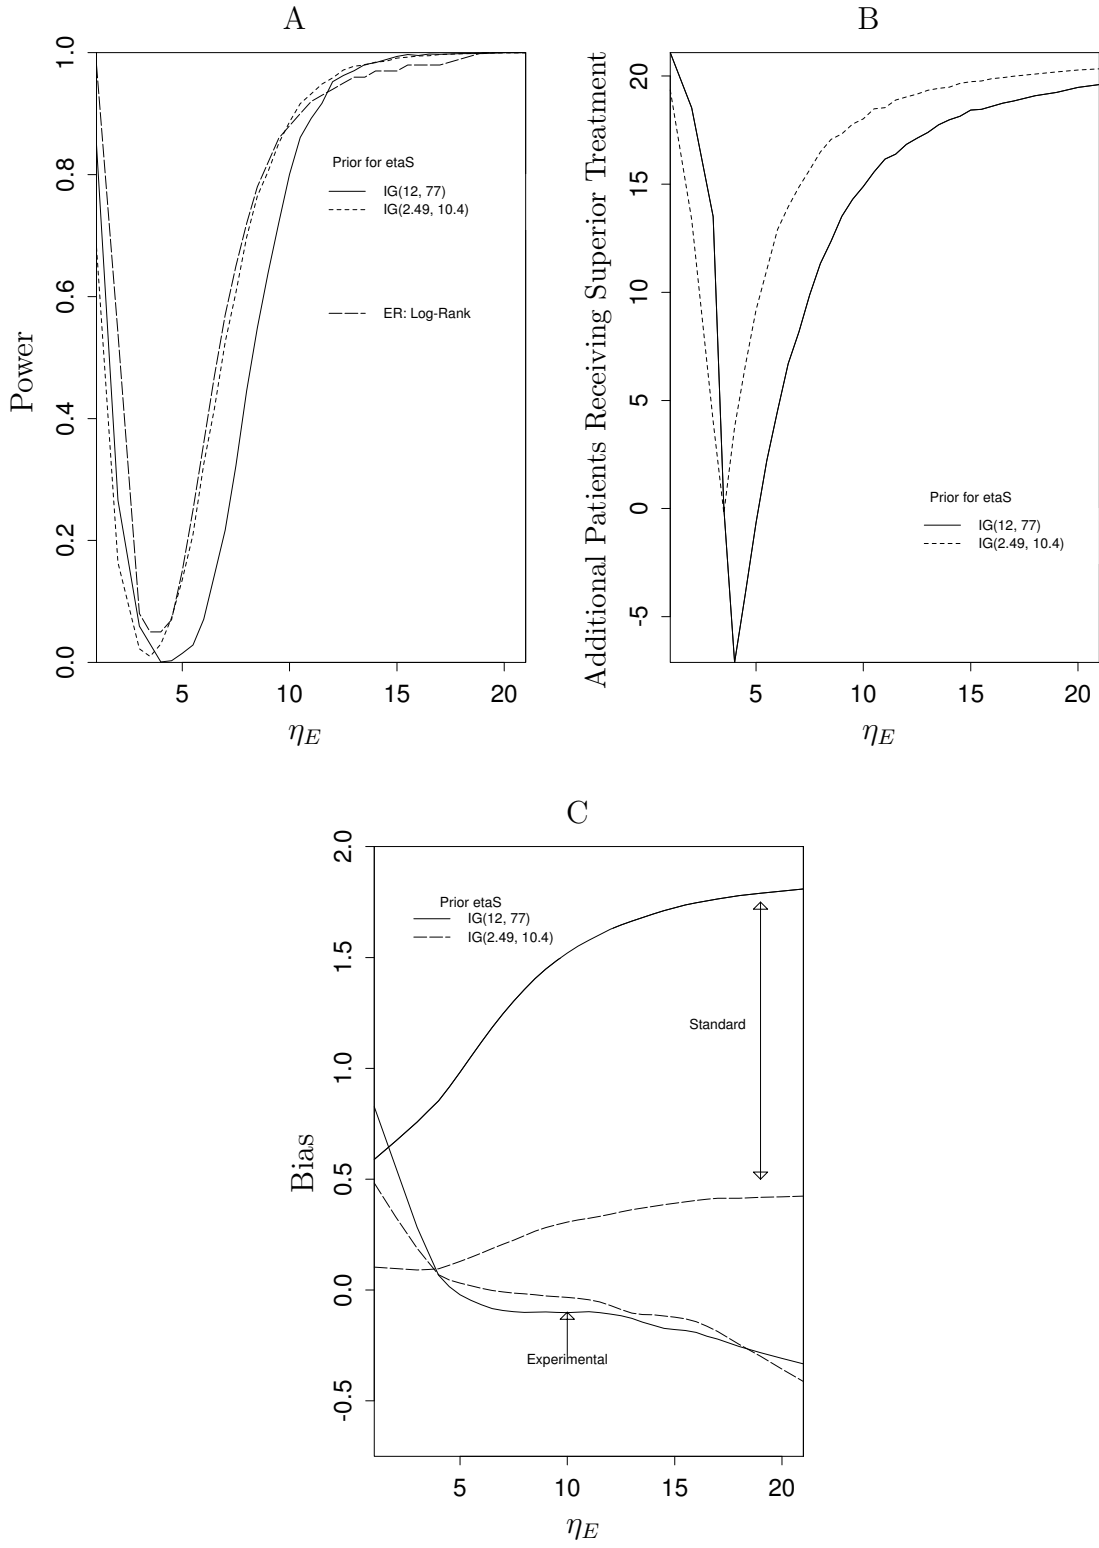 A
Power
0.0
0.2
0.4
0.6
0.8
1.0
Prior for etaS
IG(12, 77)
IG(2.49, 10.4)
ER: Log-Rank
5
10
15
20
η_E
B
Additional Patients Receiving Superior Treatment
-5
0
5
10
15
20
Prior for etaS
IG(12, 77)
IG(2.49, 10.4)
5
10
15
20
η_E
C
Bias
-0.5
0.0
0.5
1.0
1.5
2.0
Prior etaS
IG(12, 77)
IG(2.49, 10.4)
Standard
Experimental
5
10
15
20
η_E